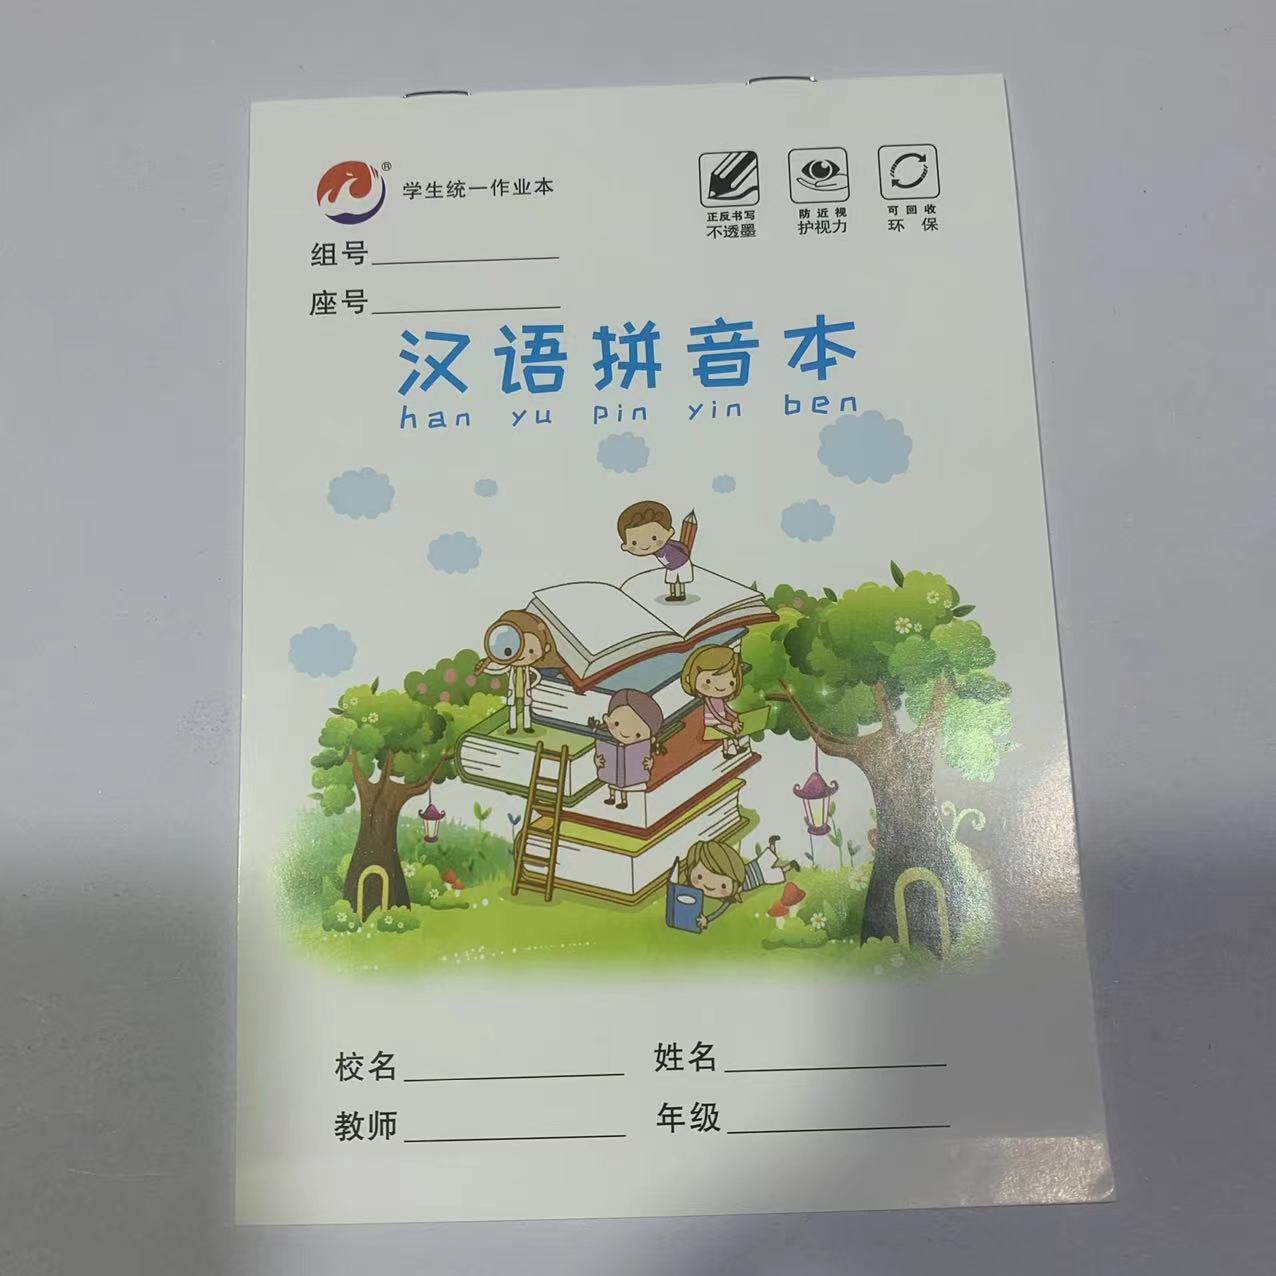 ®
学生统一作业本
正反书写
不透墨
防近视
护视力
可回收
环保
组号
座号
汉语拼音本
han yu pin yin ben
校名
姓名
教师
年级